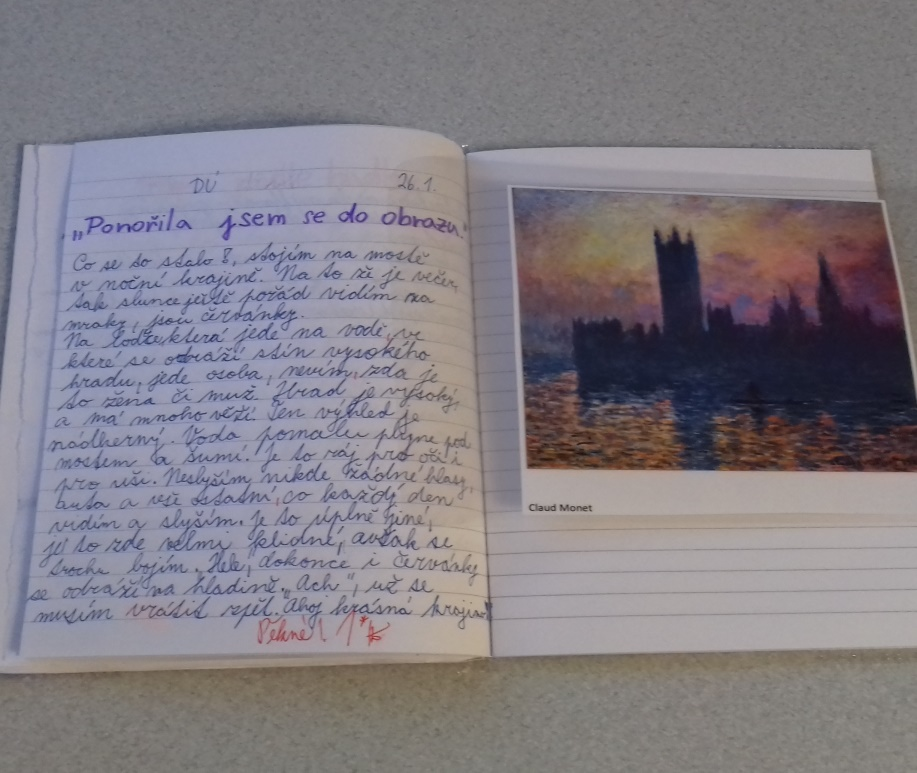 DÚ 26.1.
„Ponořila jsem se do obrazu."
Co se to stalo?, stojím na mostě
v noční krajině. Na to že je večer,
tak slunce ještě pořád vidím na
mraky, jsou červánky.
Na loďce která jede na vodě, ve
které se odráží stín vysokého
hradu, jede osoba, nevím, zda je
to žena či muž. Hrad je vysoký,
a má mnoho věží. Ten výhled je
nádherný. Voda pomalu plyne pod
mostem a šumí. Je to ráj pro oči i
pro uši. Neslyším nikde žádné hlasy,
auta a vše ostatní, co každý den
vidím a slyším. Je to úplně jiné,
je to zde velmi klidné, avšak se
trochu bojím. Hele, dokonce i červánky
se odráží na hladině. „Ach", už se
musím vrátit zpět. Ahoj krásná krajino
Pěkné! 1*
Claud Monet